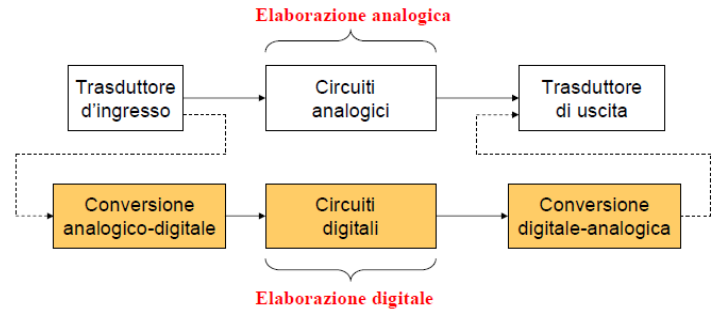 Elaborazione analogica
Trasduttore
d'ingresso
Circuiti
analogici
Trasduttore
di uscita
Conversione
analogico-digitale
Circuiti
digitali
Conversione
digitale-analogica
Elaborazione digitale